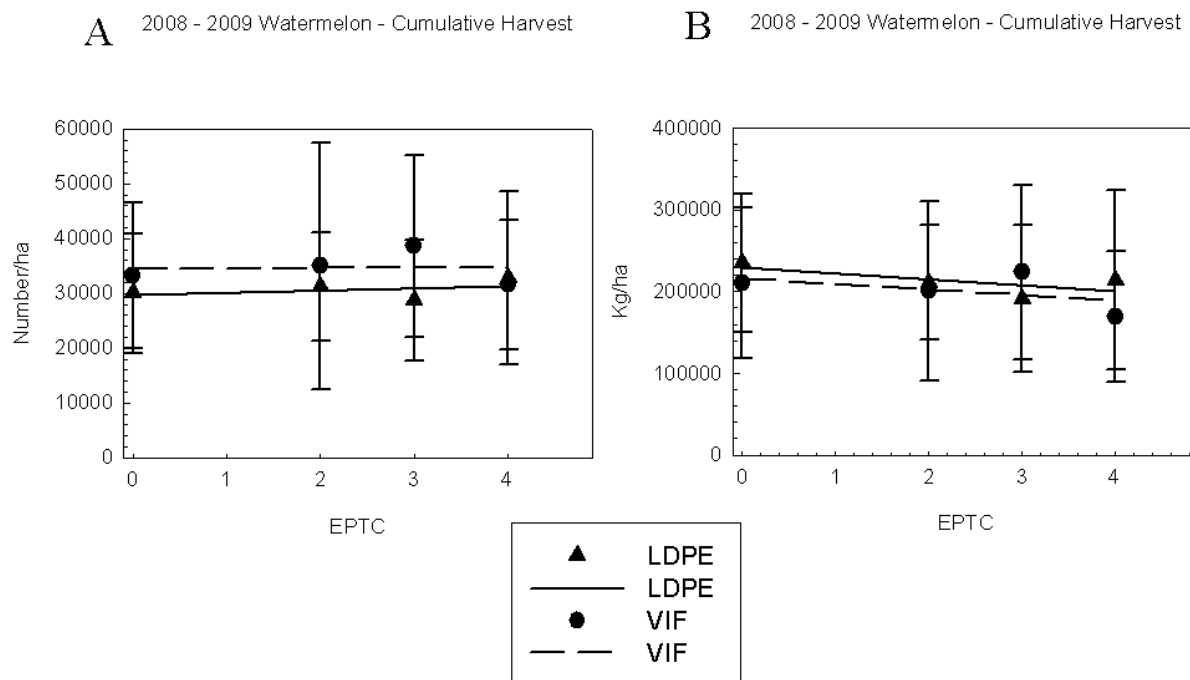 A 2008 - 2009 Watermelon - Cumulative Harvest
60000
50000
40000
30000
20000
10000
0
Number/ha
0 1 2 3 4
EPTC
B 2008 - 2009 Watermelon - Cumulative Harvest
400000
300000
200000
100000
0
Kg/ha
0 1 2 3 4
EPTC
LDPE
LDPE
VIF
VIF